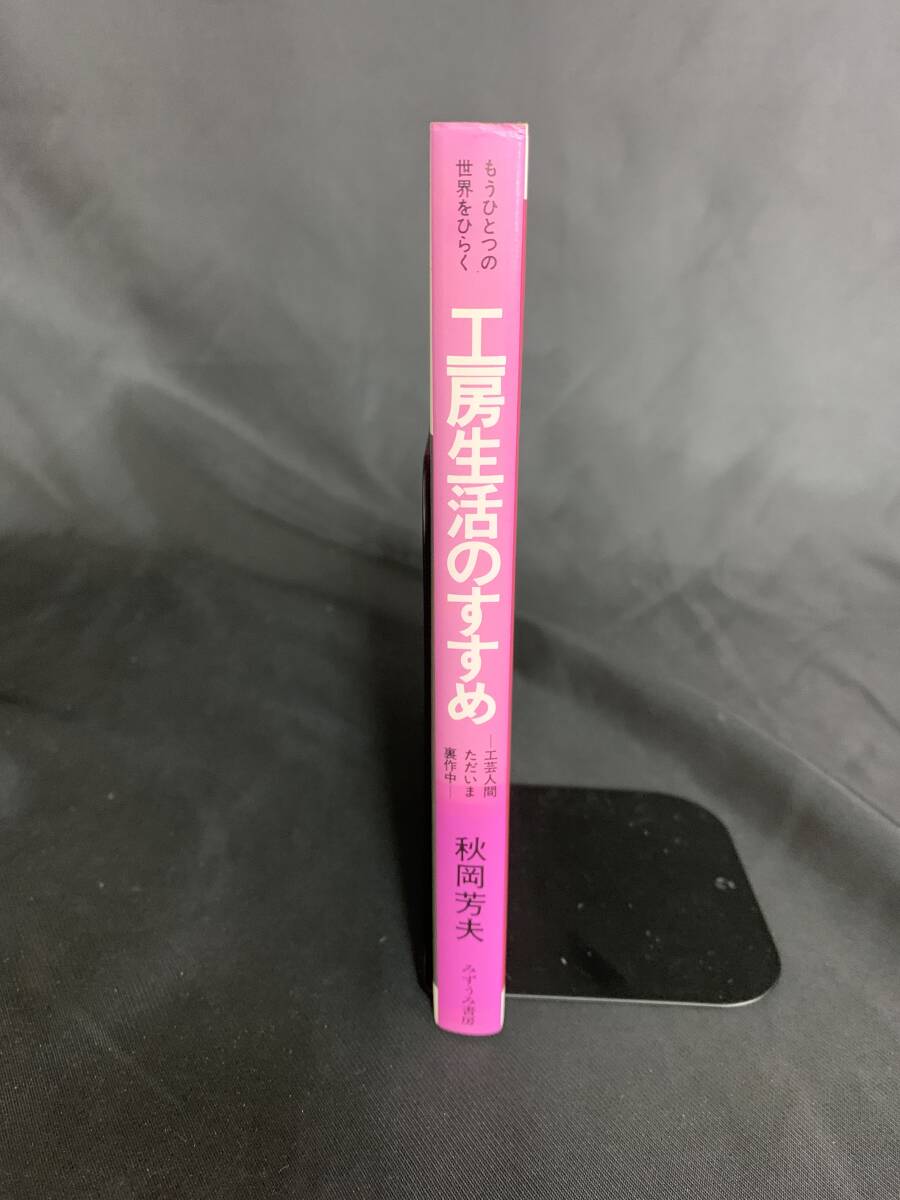 もうひとつの
世界をひらく
工房生活のすすめ
―工芸人間
ただいま
裏作中―
秋岡芳夫
みずうみ書房